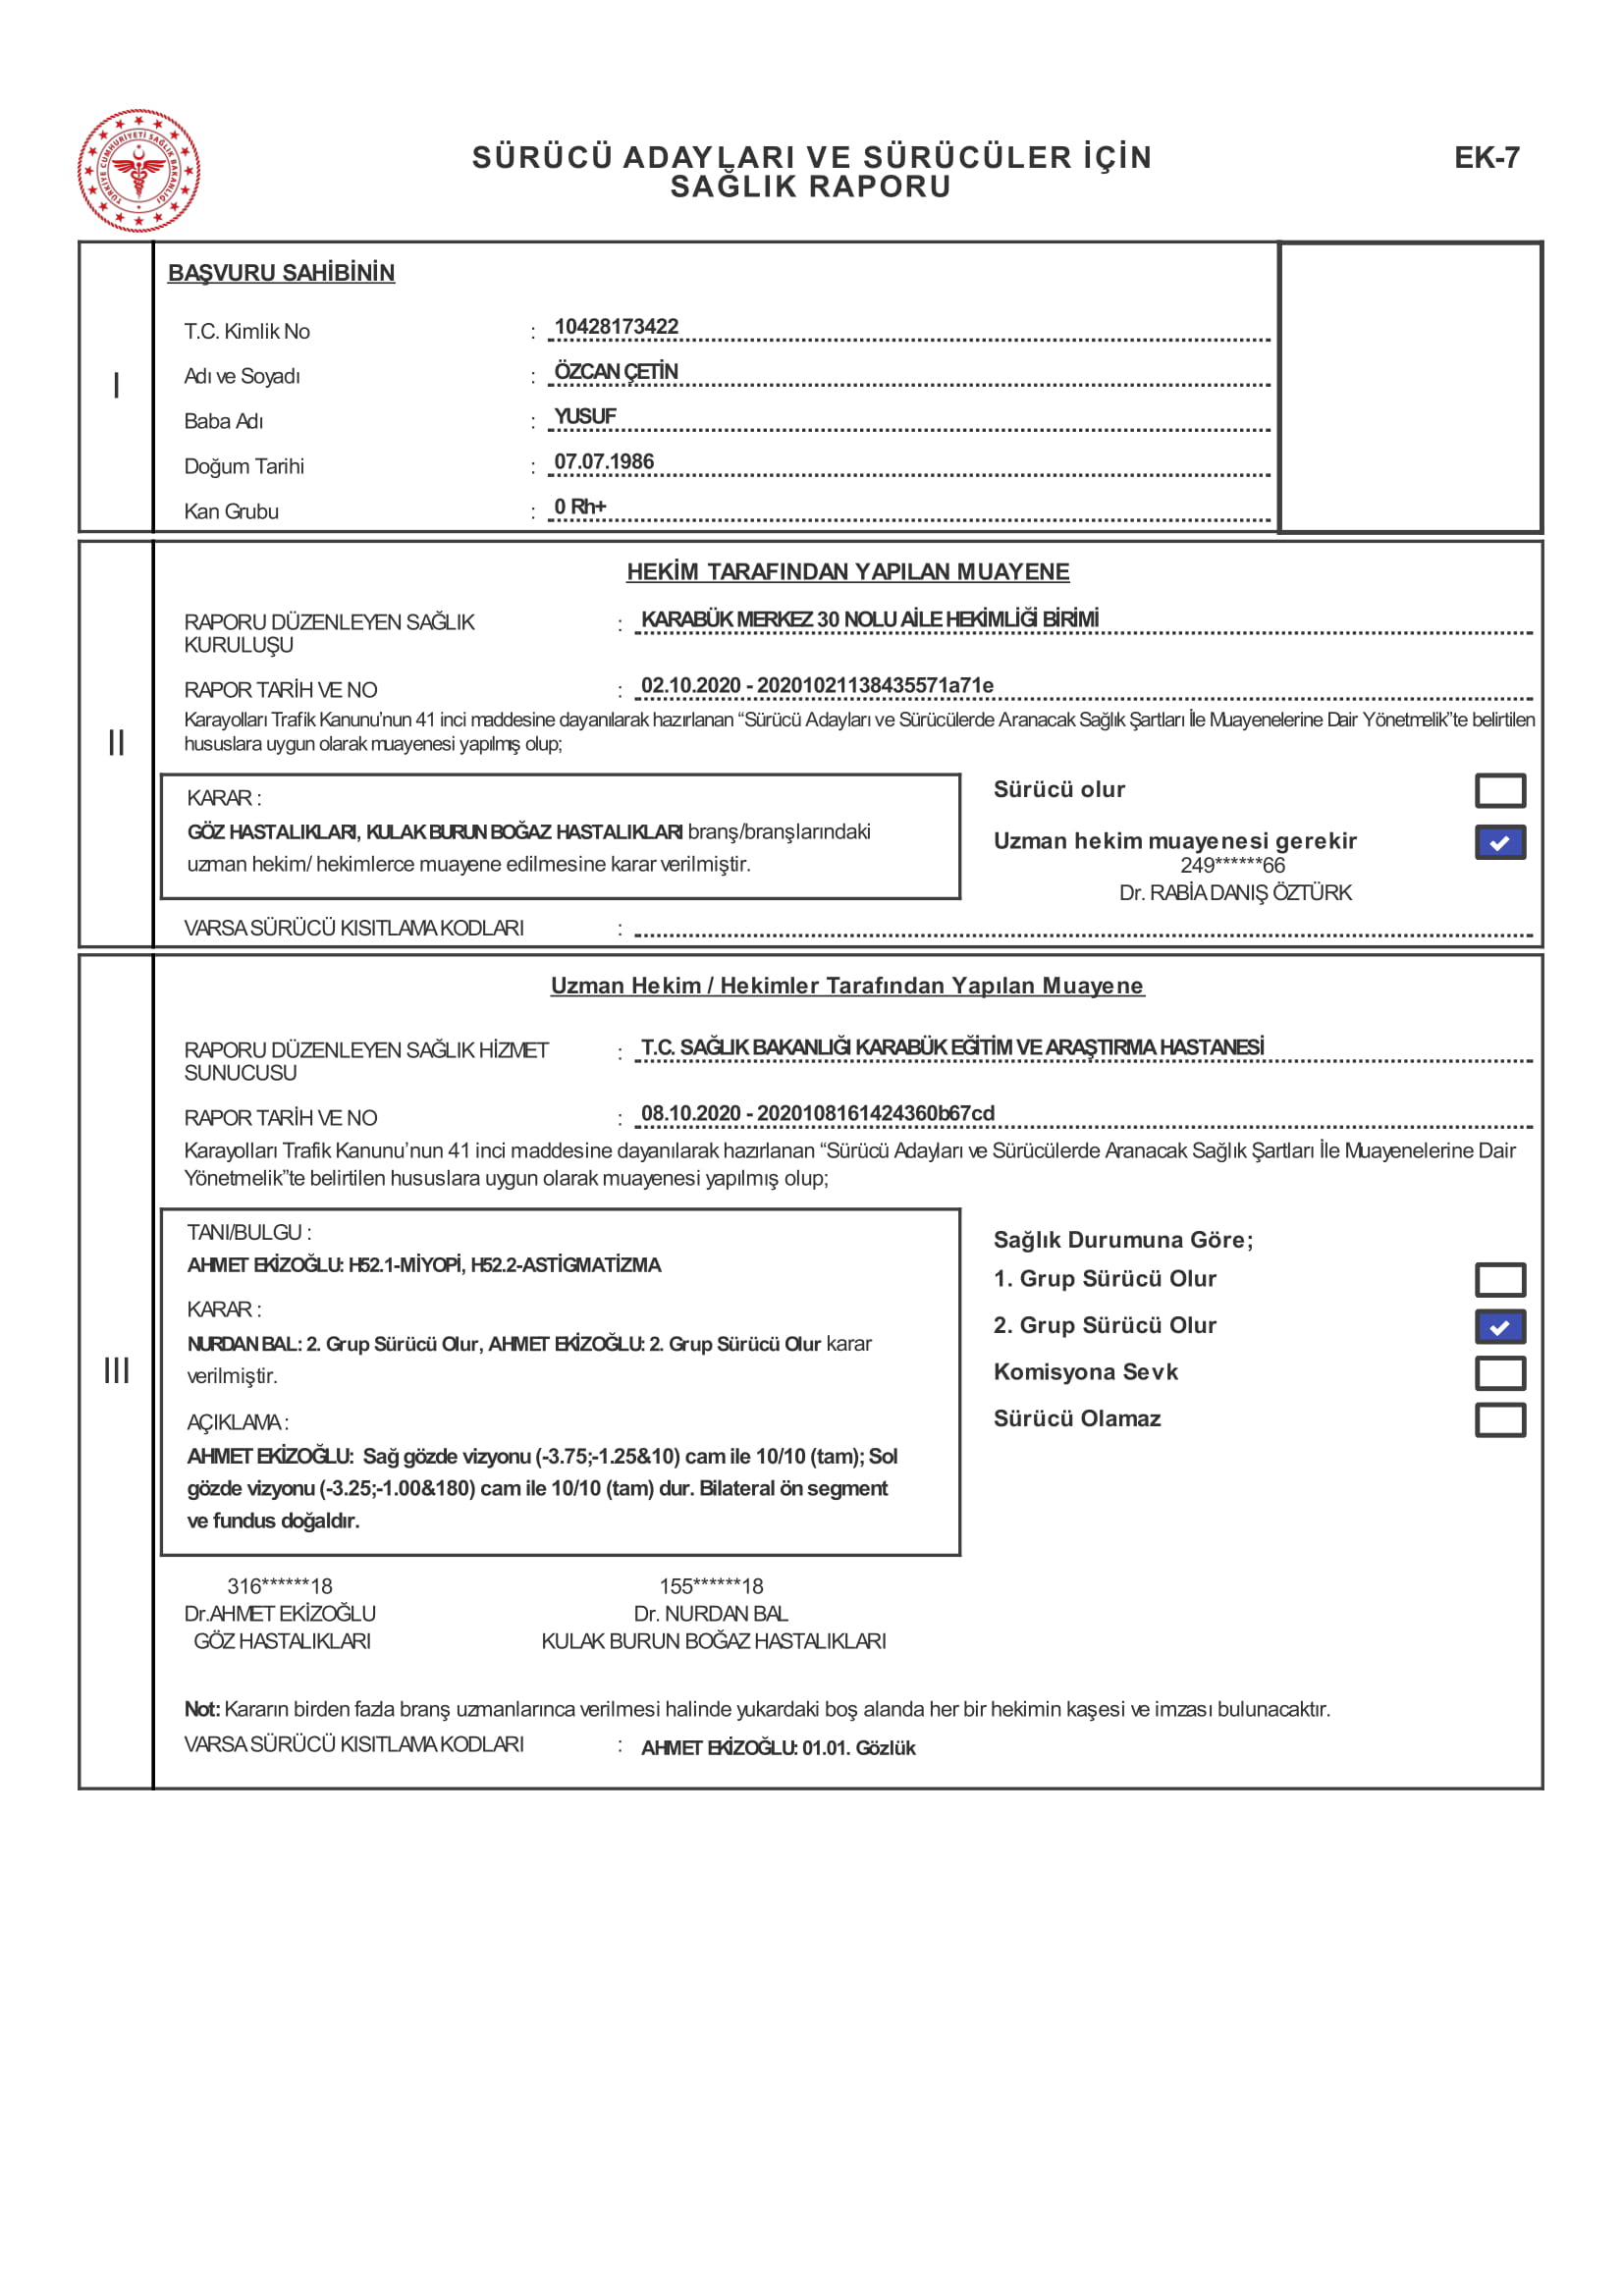 TÜRKİYE CUMHURİYETİ SAĞLIK BAKANLIĞI
SÜRÜCÜ ADAYLARI VE SÜRÜCÜLER İÇİN
SAĞLIK RAPORU
EK-7
I
BAŞVURU SAHİBİNİN
T.C. Kimlik No : 10428173422
Adı ve Soyadı : ÖZCAN ÇETİN
Baba Adı : YUSUF
Doğum Tarihi : 07.07.1986
Kan Grubu : 0 Rh+
II
HEKİM TARAFINDAN YAPILAN MUAYENE
RAPORU DÜZENLEYEN SAĞLIK
KURULUŞU
: KARABÜK MERKEZ 30 NOLU AİLE HEKİMLİĞİ BİRİMİ
RAPOR TARİH VE NO : 02.10.2020 - 20201021138435571a71e
Karayolları Trafik Kanunu’nun 41 inci maddesine dayanılarak hazırlanan “Sürücü Adayları ve Sürücülerde Aranacak Sağlık Şartları İle Muayenelerine Dair Yönetmelik”te belirtilen
hususlara uygun olarak muayenesi yapılmış olup;
KARAR :
GÖZ HASTALIKLARI, KULAK BURUN BOĞAZ HASTALIKLARI branş/branşlarındaki
uzman hekim/ hekimlerce muayene edilmesine karar verilmiştir.
Sürücü olur
Uzman hekim muayenesi gerekir
249******66
Dr. RABİA DANIŞ ÖZTÜRK
VARSA SÜRÜCÜ KISITLAMA KODLARI :
III
Uzman Hekim / Hekimler Tarafından Yapılan Muayene
RAPORU DÜZENLEYEN SAĞLIK HİZMET
SUNUCUSU
: T.C. SAĞLIK BAKANLIĞI KARABÜK EĞİTİM VE ARAŞTIRMA HASTANESİ
RAPOR TARİH VE NO : 08.10.2020 - 2020108161424360b67cd
Karayolları Trafik Kanunu’nun 41 inci maddesine dayanılarak hazırlanan “Sürücü Adayları ve Sürücülerde Aranacak Sağlık Şartları İle Muayenelerine Dair
Yönetmelik”te belirtilen hususlara uygun olarak muayenesi yapılmış olup;
TANI/BULGU :
AHMET EKİZOĞLU: H52.1-MİYOPİ, H52.2-ASTİGMATİZMA
KARAR :
NURDAN BAL: 2. Grup Sürücü Olur, AHMET EKİZOĞLU: 2. Grup Sürücü Olur karar
verilmiştir.
AÇIKLAMA :
AHMET EKİZOĞLU: Sağ gözde vizyonu (-3.75;-1.25&10) cam ile 10/10 (tam); Sol
gözde vizyonu (-3.25;-1.00&180) cam ile 10/10 (tam) dur. Bilateral ön segment
ve fundus doğaldır.
Sağlık Durumuna Göre;
1. Grup Sürücü Olur
2. Grup Sürücü Olur
Komisyona Sevk
Sürücü Olamaz
316******18
Dr.AHMET EKİZOĞLU
GÖZ HASTALIKLARI
155******18
Dr. NURDAN BAL
KULAK BURUN BOĞAZ HASTALIKLARI
Not: Kararın birden fazla branş uzmanlarınca verilmesi halinde yukardaki boş alanda her bir hekimin kaşesi ve imzası bulunacaktır.
VARSA SÜRÜCÜ KISITLAMA KODLARI : AHMET EKİZOĞLU: 01.01. Gözlük